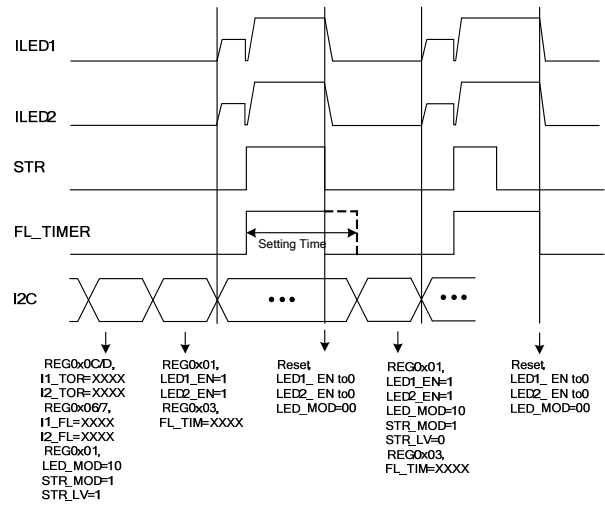 ILED1
ILED2
STR
FL_TIMER
Setting Time
I2C
REG0x0C/D,
I1_TOR=XXXX
I2_TOR=XXXX
REG0x06/7,
I1_FL=XXXX
I2_FL=XXXX
REG0x01,
LED_MOD=10
STR_MOD=1
STR_LV=1
REG0x01,
LED1_EN=1
LED2_EN=1
REG0x03,
FL_TIM=XXXX
Reset,
LED1_ EN to0
LED2_ EN to0
LED_MOD=00
REG0x01,
LED1_EN=1
LED2_EN=1
LED_MOD=10
STR_MOD=1
STR_LV=0
REG0x03,
FL_TIM=XXXX
Reset,
LED1_ EN to0
LED2_ EN to0
LED_MOD=00